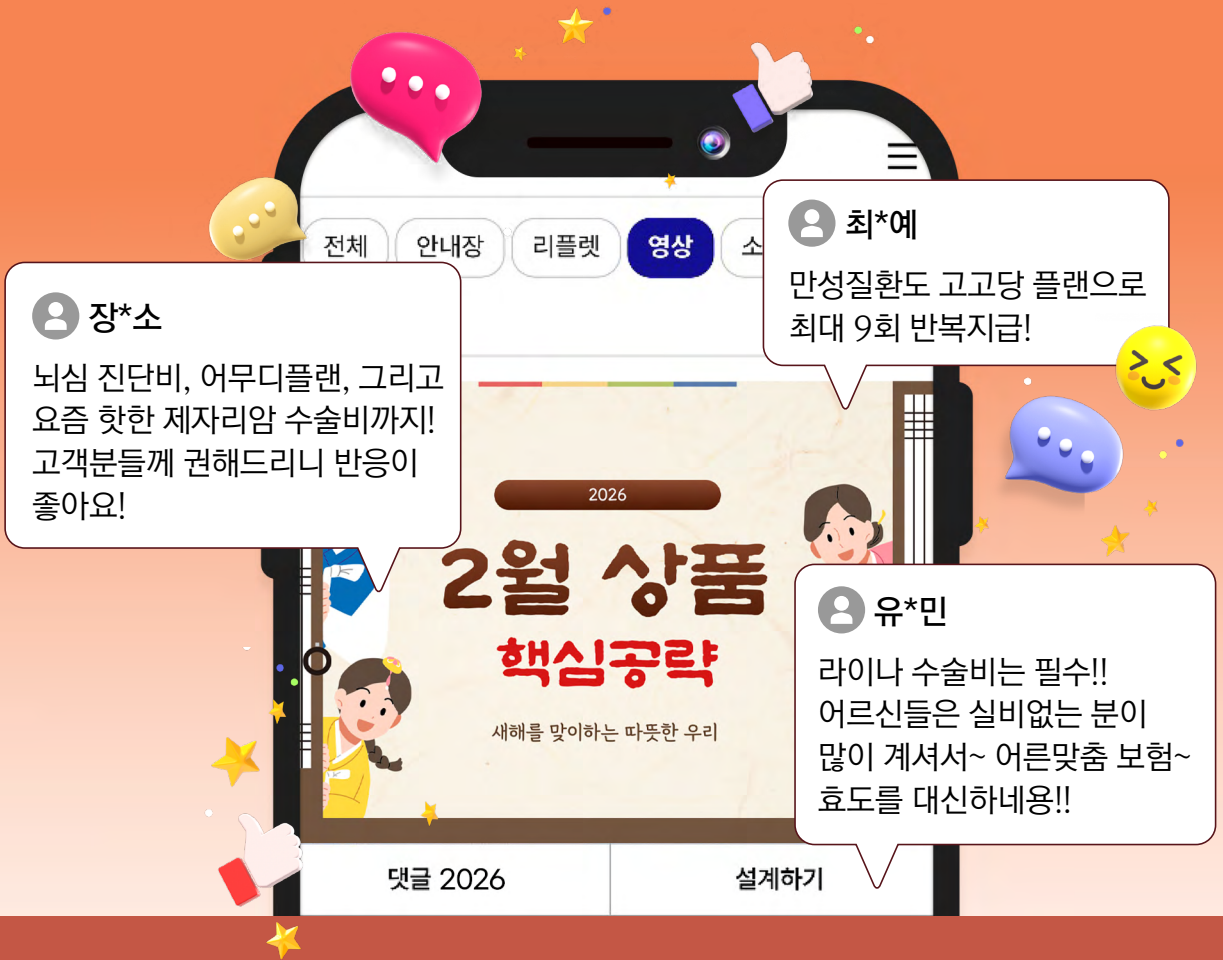 전체
안내장
리플렛
영상
소
최*예
만성질환도 고고당 플랜으로
최대 9회 반복지급!
장*소
뇌심 진단비, 어무디플랜, 그리고
요즘 핫한 제자리암 수술비까지!
고객분들께 권해드리니 반응이
좋아요!
2026
2월 상품
핵심공략
새해를 맞이하는 따뜻한 우리
유*민
라이나 수술비는 필수!!
어르신들은 실비없는 분이
많이 계셔서~ 어른맞춤 보험~
효도를 대신하네용!!
댓글 2026
설계하기